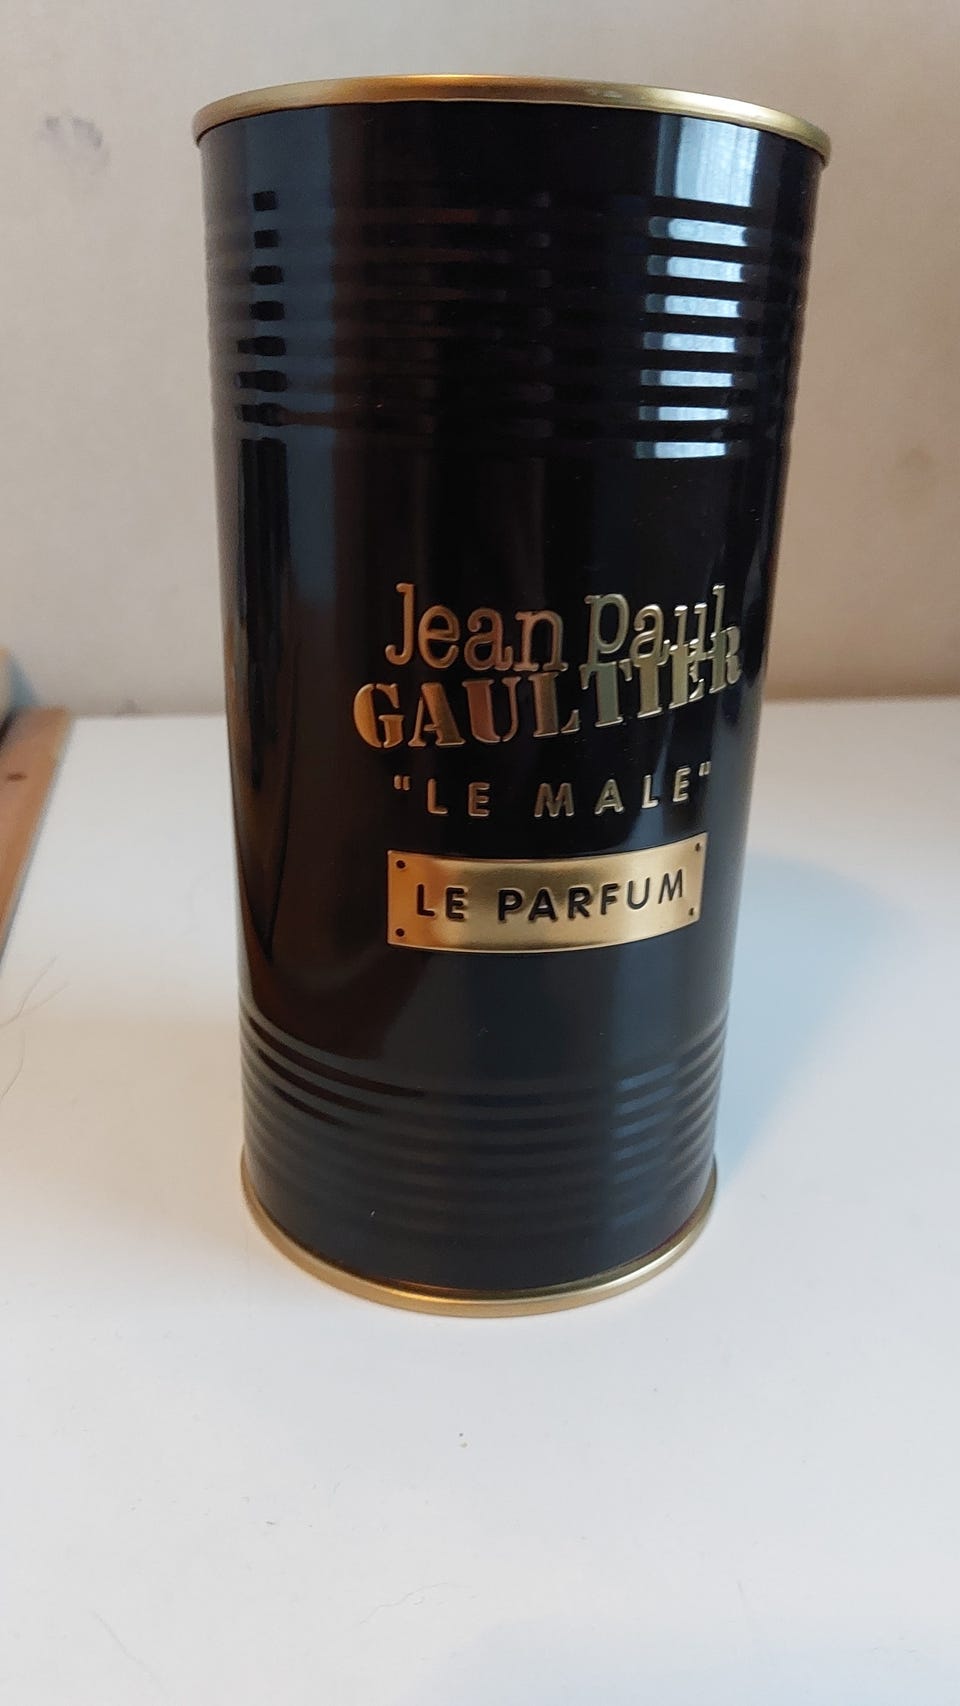 Jean Paul
GAULTIER
"LE MALE"
LE PARFUM